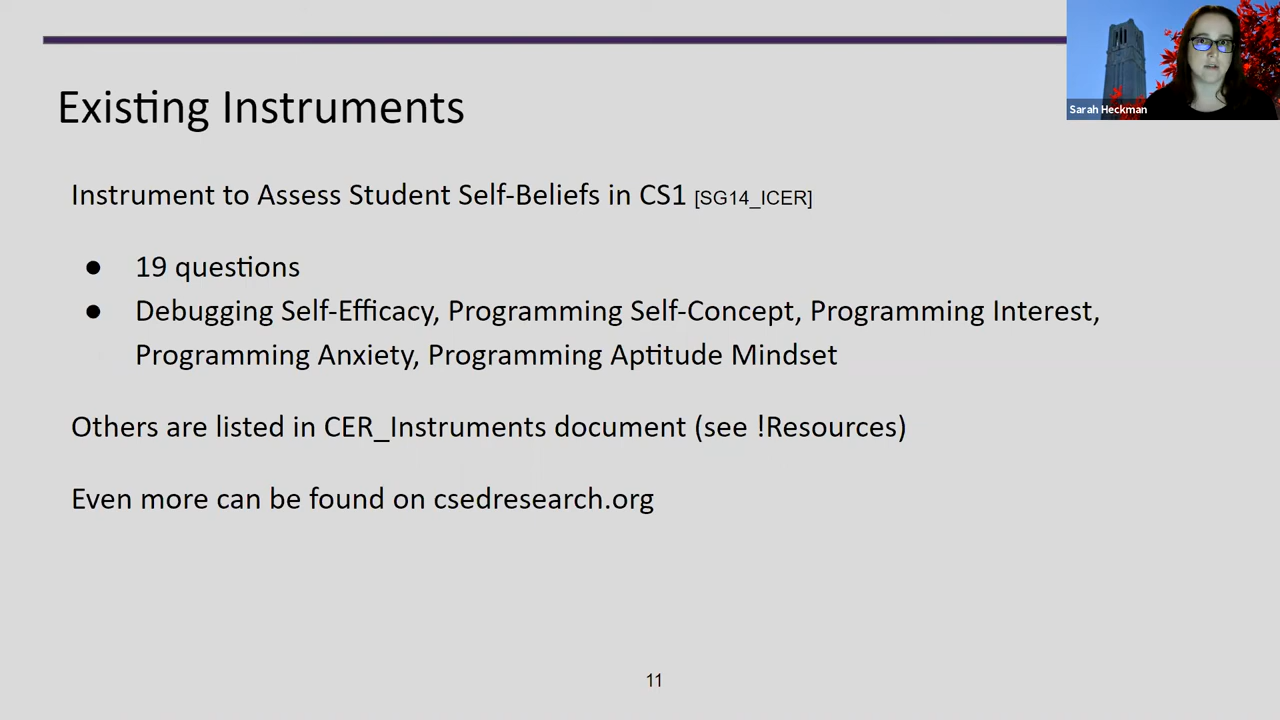 Sarah Heckman
Existing Instruments
Instrument to Assess Student Self-Beliefs in CS1 [SG14_ICER]
● 19 questions
● Debugging Self-Efficacy, Programming Self-Concept, Programming Interest,
Programming Anxiety, Programming Aptitude Mindset
Others are listed in CER_Instruments document (see !Resources)
Even more can be found on csedresearch.org
11